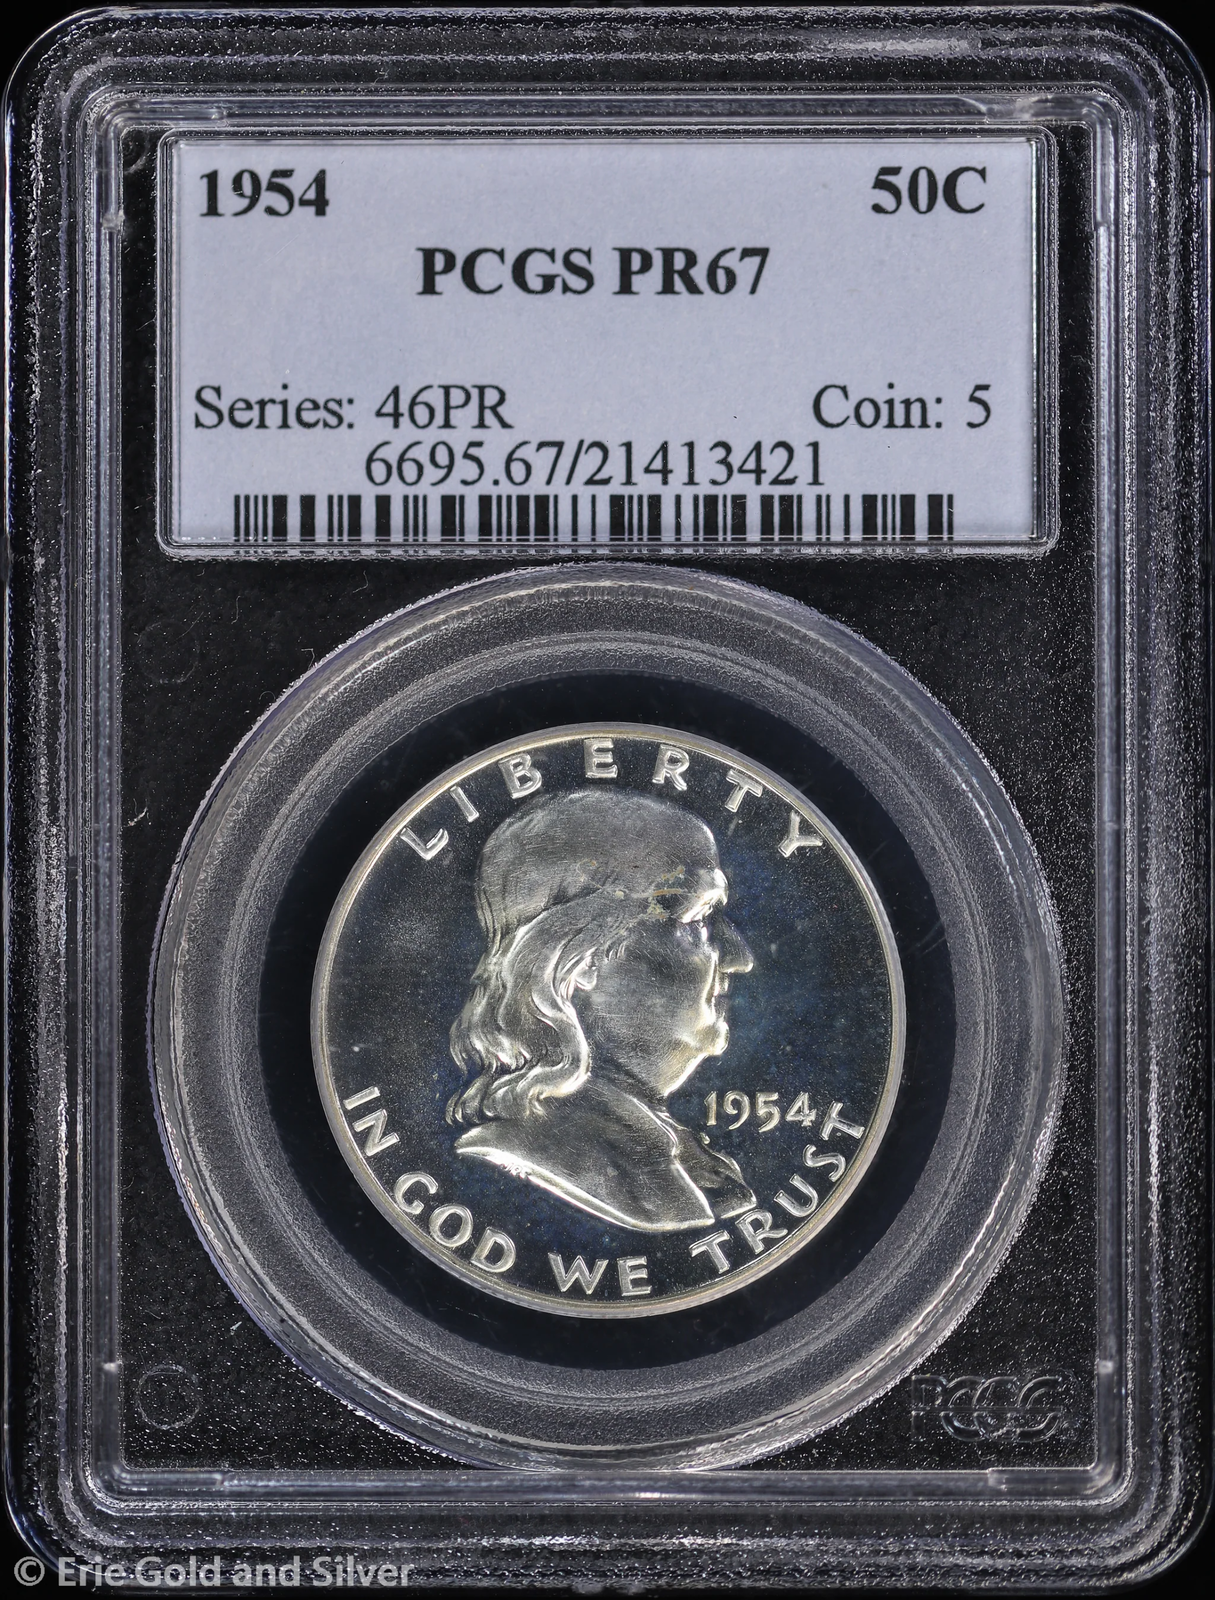 1954 50C
PCGS PR67
Series: 46PR Coin: 5
6695.67/21413421
LIBERTY
1954
IN GOD WE TRUST
PCGS
© Erie Gold and Silver